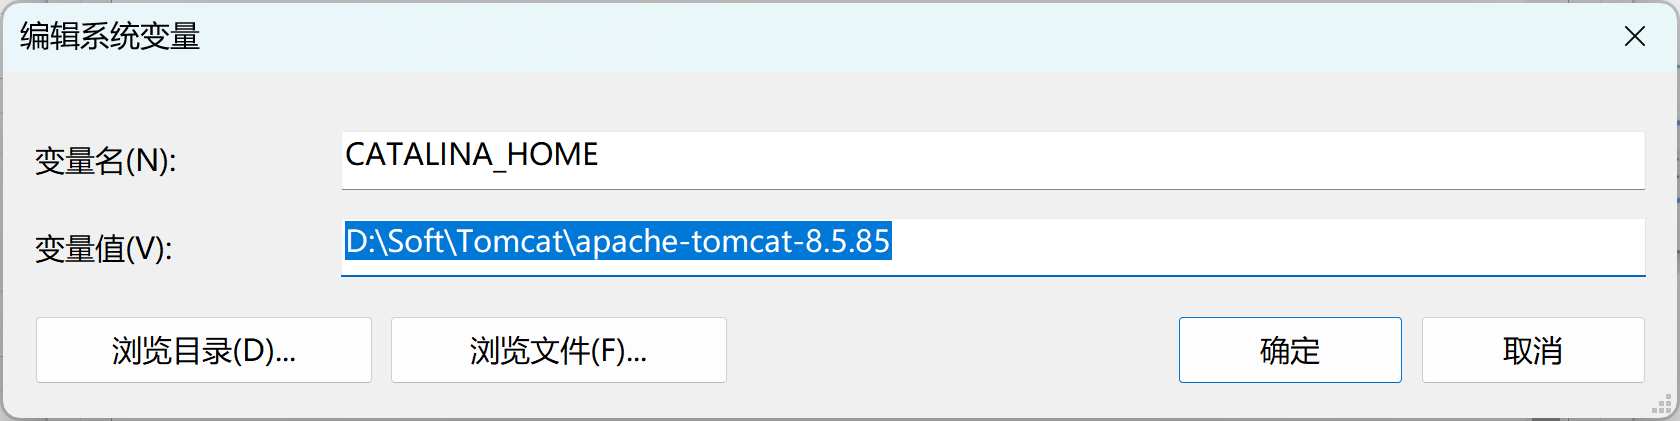 编辑系统变量
变量名(N):
CATALINA_HOME
变量值(V):
D:\Soft\Tomcat\apache-tomcat-8.5.85
浏览目录(D)...
浏览文件(F)...
确定
取消